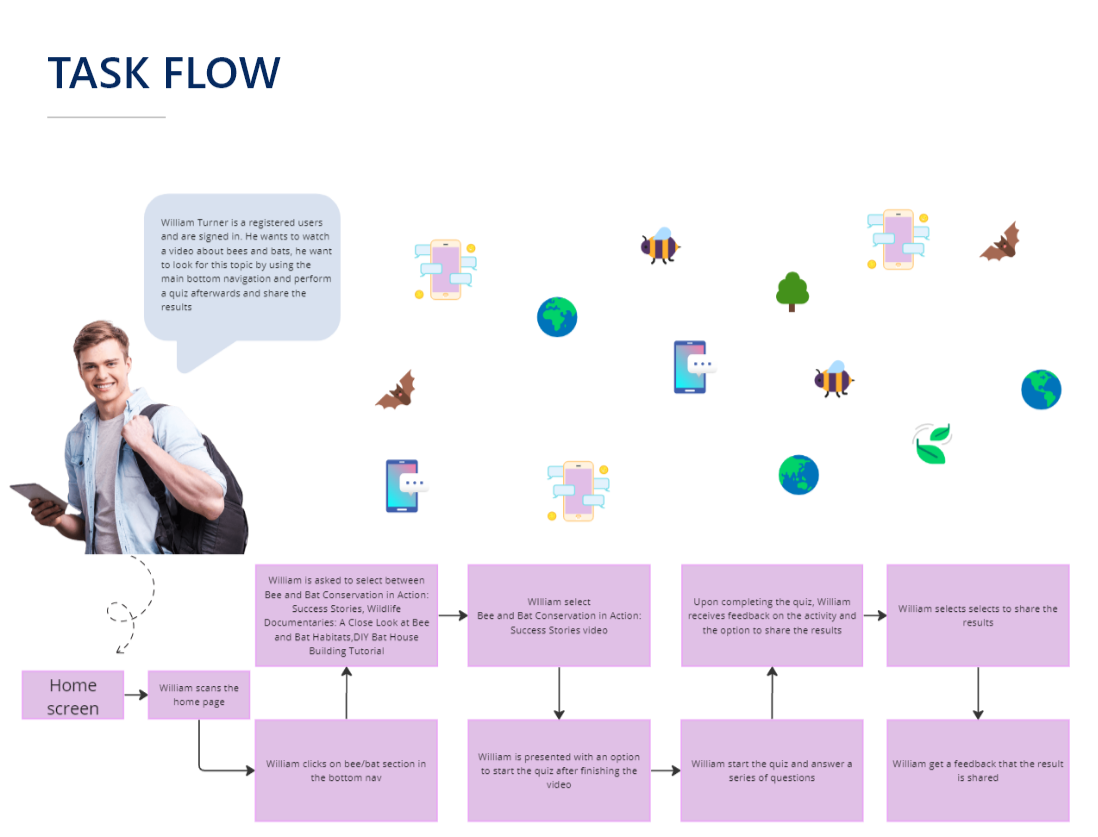 TASK FLOW
William Turner is a registered users
and are signed in. He wants to watch
a video about bees and bats, he want
to look for this topic by using the
main bottom navigation and perform
a quiz afterwards and share the
results
Home
screen
William scans the
home page
William clicks on bee/bat section in
the bottom nav
William is asked to select between
Bee and Bat Conservation in Action:
Success Stories, Wildlife
Documentaries: A Close Look at Bee
and Bat Habitats,DIY Bat House
Building Tutorial
William select
Bee and Bat Conservation in Action:
Success Stories video
William is presented with an option
to start the quiz after finishing the
video
William start the quiz and answer a
series of questions
Upon completing the quiz, William
receives feedback on the activity and
the option to share the results
William selects selects to share the
results
William get a feedback that the result
is shared